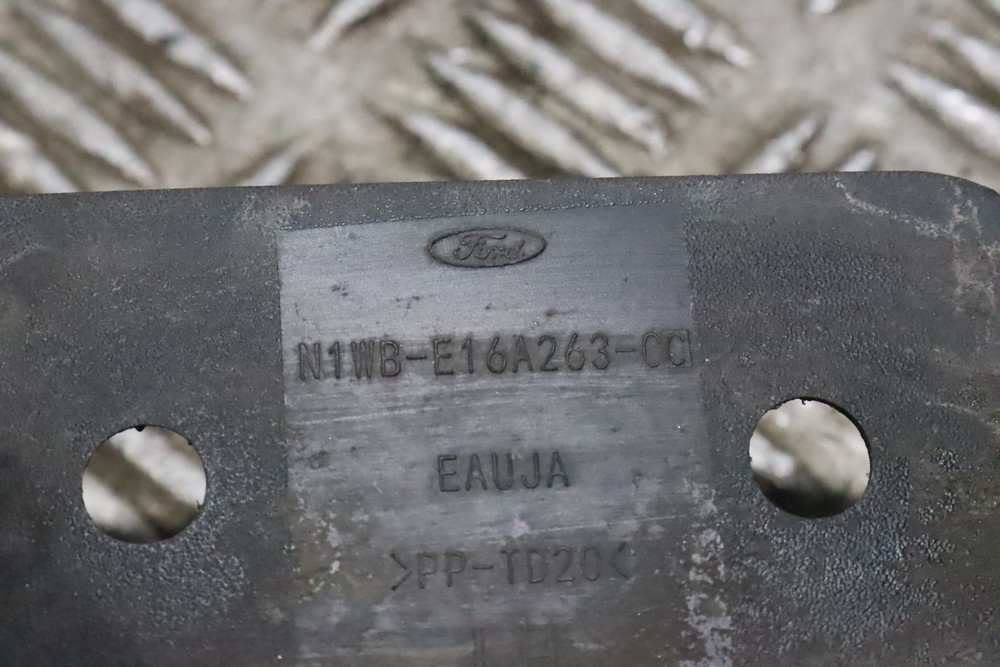 Ford
N1WB-E16A263-CC
EAUJA
>PP-TD20<